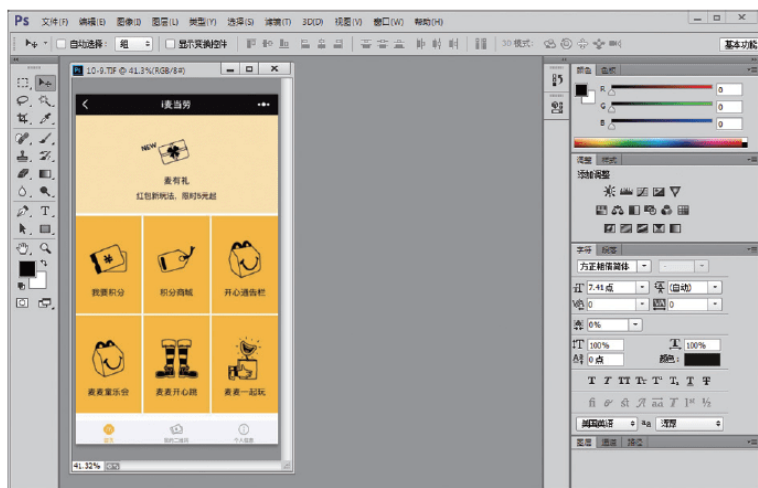 Ps 文件(F) 编辑(E) 图像(I) 图层(L) 类型(Y) 选择(S) 滤镜(T) 3D(D) 视图(V) 窗口(W) 帮助(H)
自动选择： 组 显示变换控件 3D 模式： 基本功能
10-9.TIF @ 41.3%(RGB/8#)
i麦当劳
NEW
麦有礼
红包新玩法，限时5元起
我要积分 积分商城 开心通告栏
麦麦童乐会 麦麦开心跳 麦麦一起玩
个人信息
41.32%
颜色 色板
R 0
G 0
B 0
调整 样式
添加调整
字符 段落
方正粗倩简体
7.41点 (自动)
0 0
0%
100% 100%
0点 颜色：
美国英语 aa 浑厚
图层 通道 路径